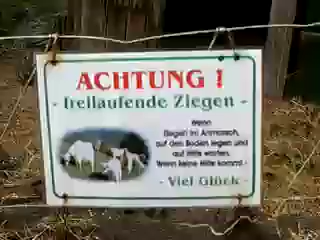 ACHTUNG !
- freilaufende Ziegen -
Wenn
Ziegen im Anmarsch,
auf den Boden legen und
auf Hilfe warten.
Wenn keine Hilfe kommt -
- Viel Glück -